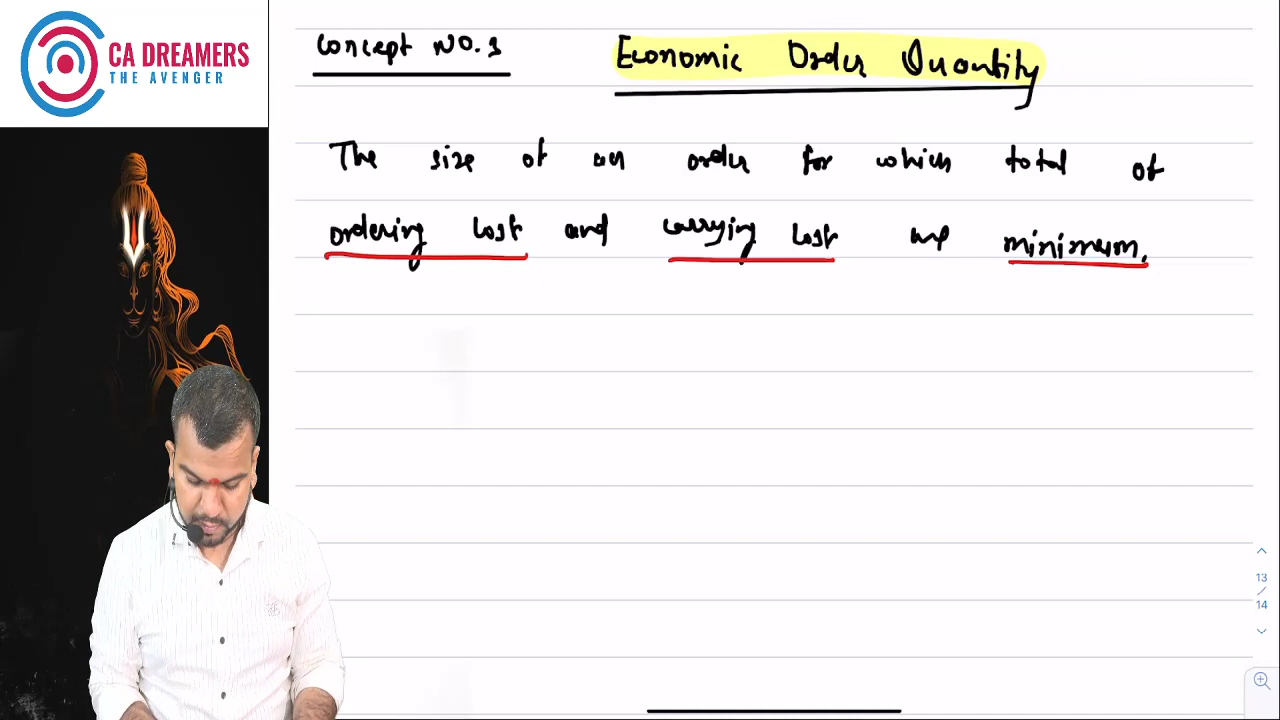 CA DREAMERS
THE AVENGER
Concept No. 1
Economic Order Quantity
The size of an order for which total of
ordering cost and carrying cost are minimum.
13
/
14